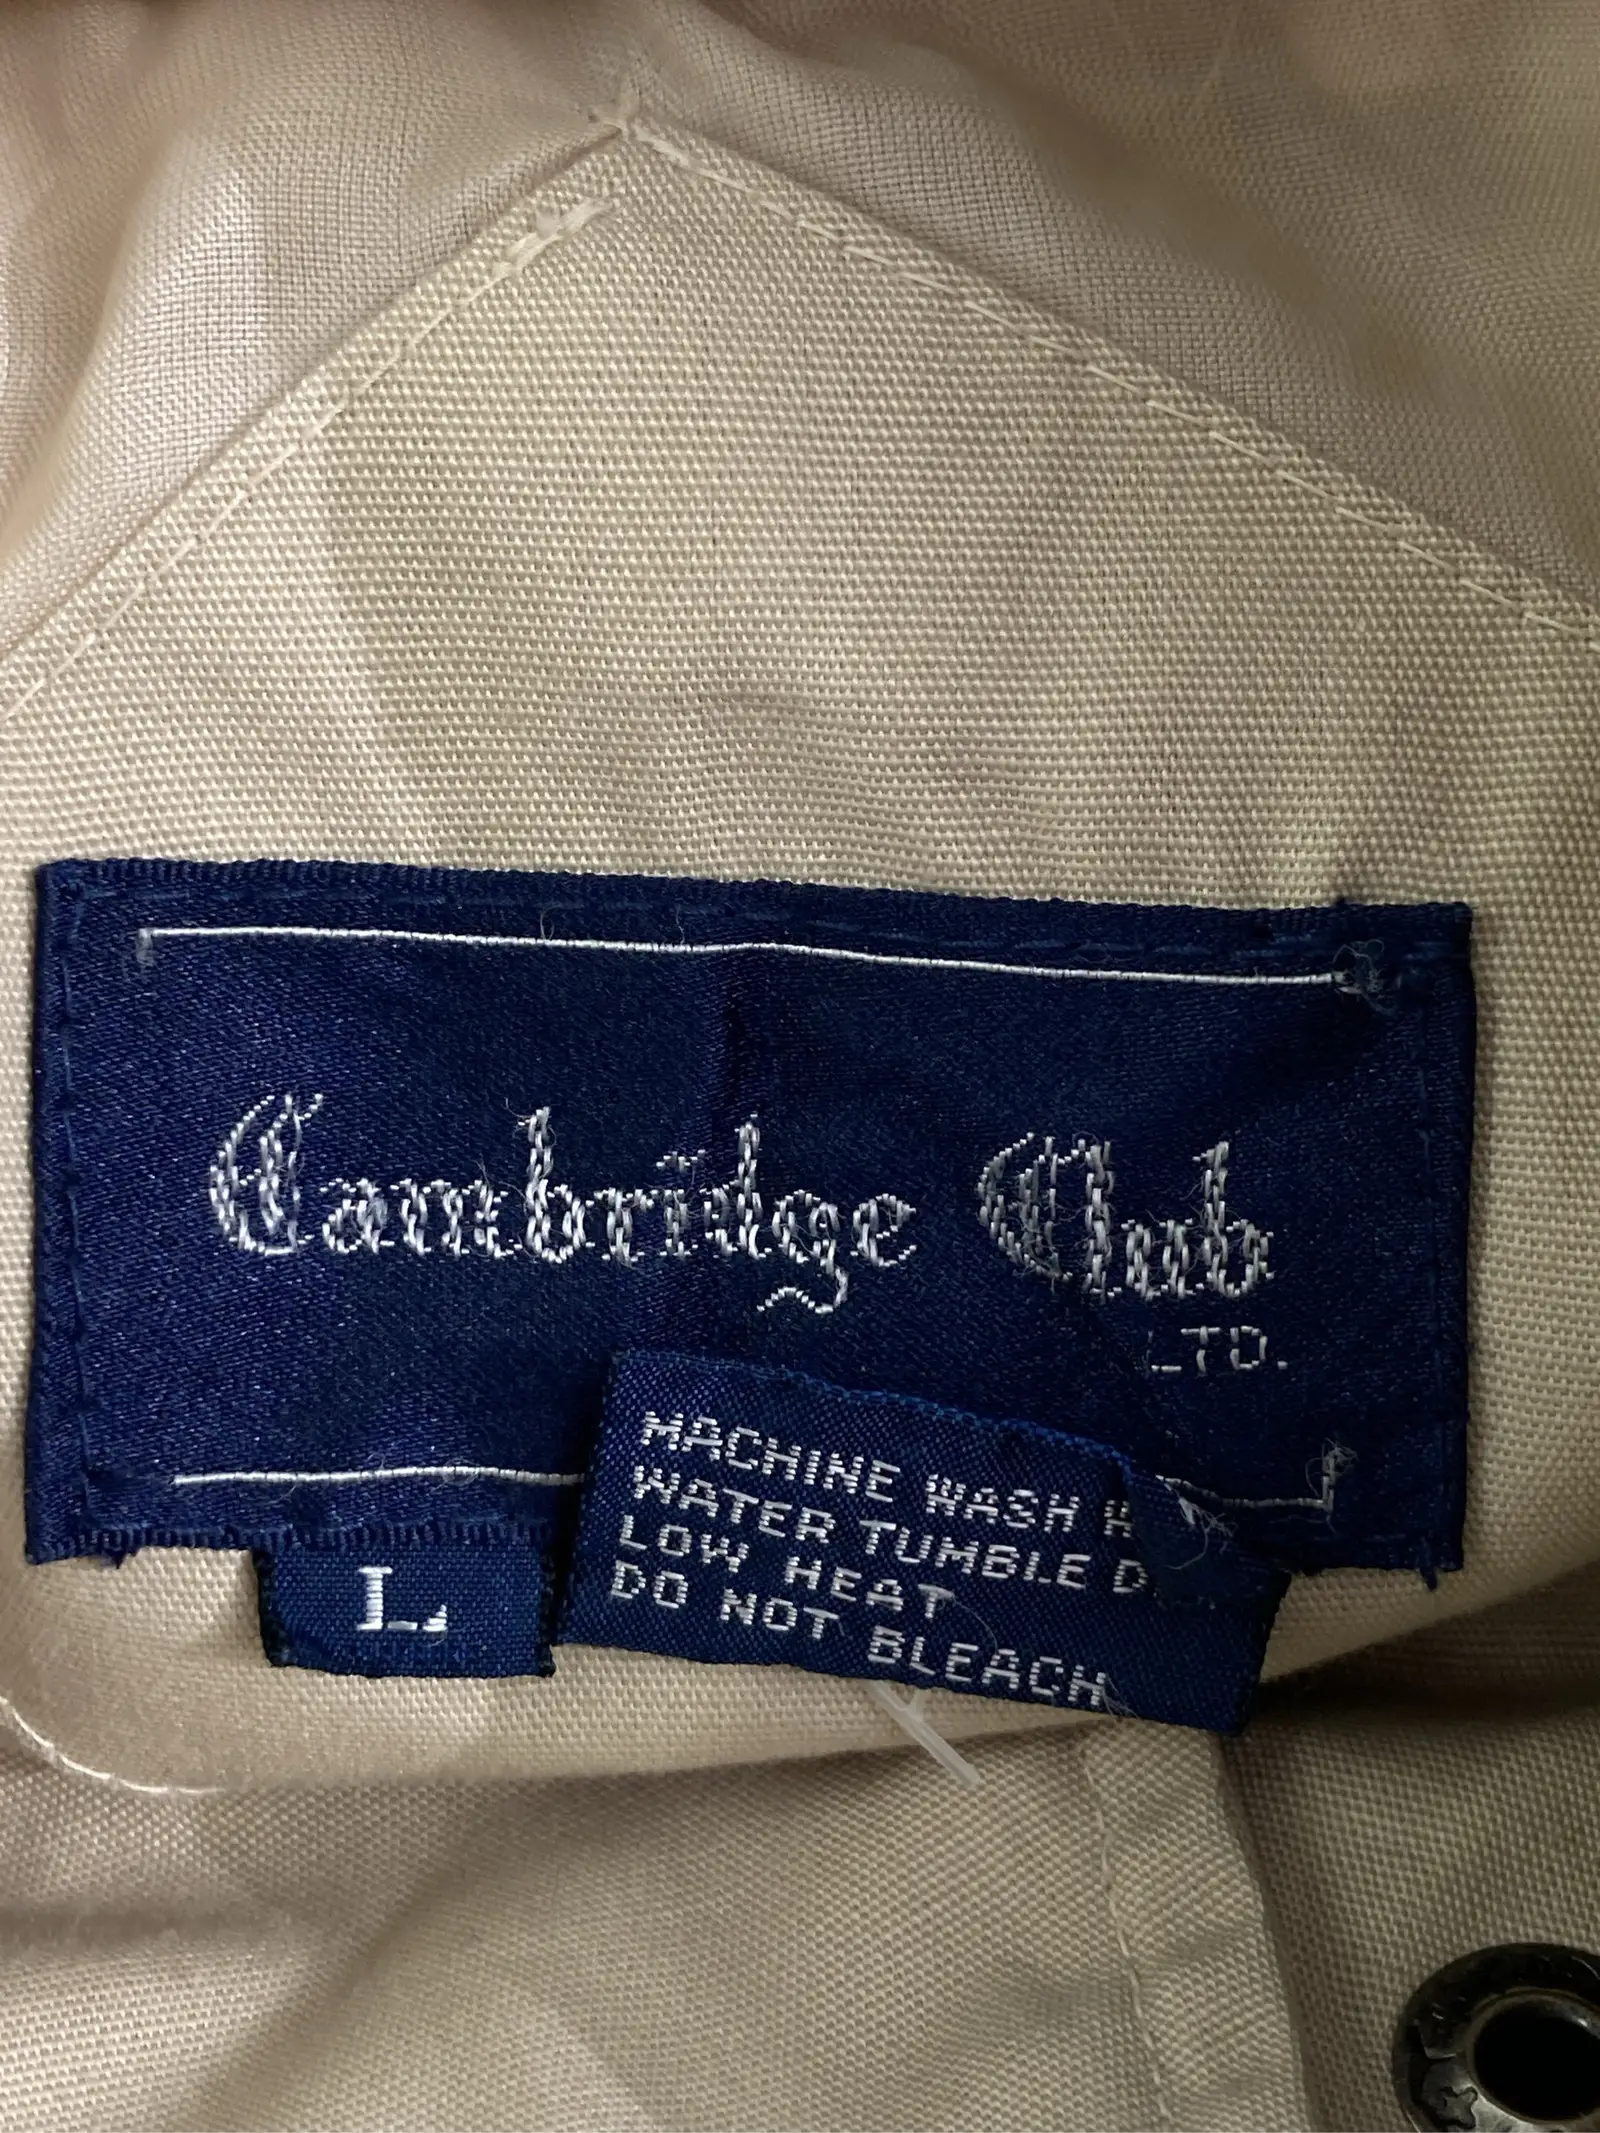 Cambridge Club
LTD.
MACHINE WASH
WATER TUMBLE
LOW HEAT
DO NOT BLEACH
L